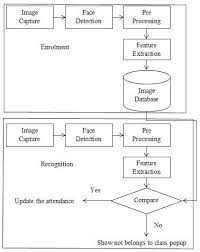 Image
Capture
Face
Detection
Pre
Processing
Enrolment
Feature
Extraction
Image
Database
Image
Capture
Face
Detection
Pre
Processing
Recognition
Feature
Extraction
Yes
Update the attendance
Compare
No
Show not belongs to class popup